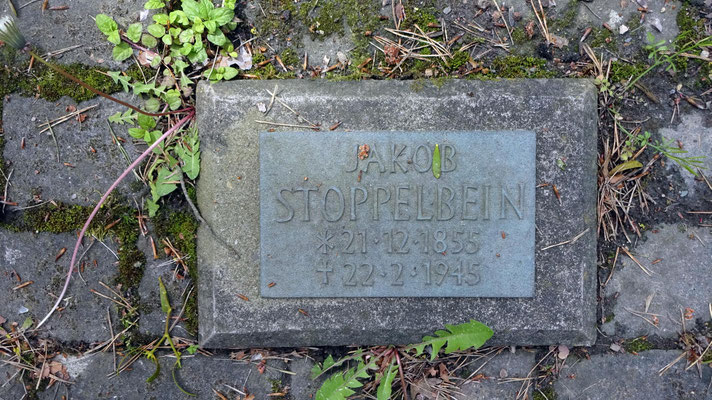 JAKOB
STOPPELBEIN
* 21·12·1855
✝ 22·2·1945